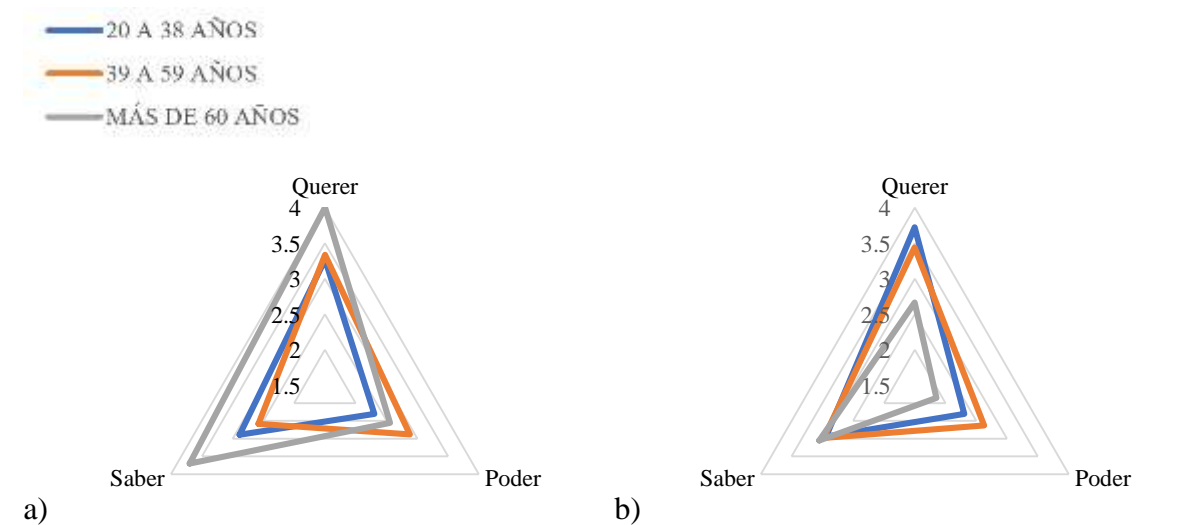 20 A 38 AÑOS
39 A 59 AÑOS
MÁS DE 60 AÑOS
Querer
4
3.5
3
2.5
2
1.5
Saber
Poder
a)
Querer
4
3.5
3
2.5
2
1.5
Saber
Poder
b)